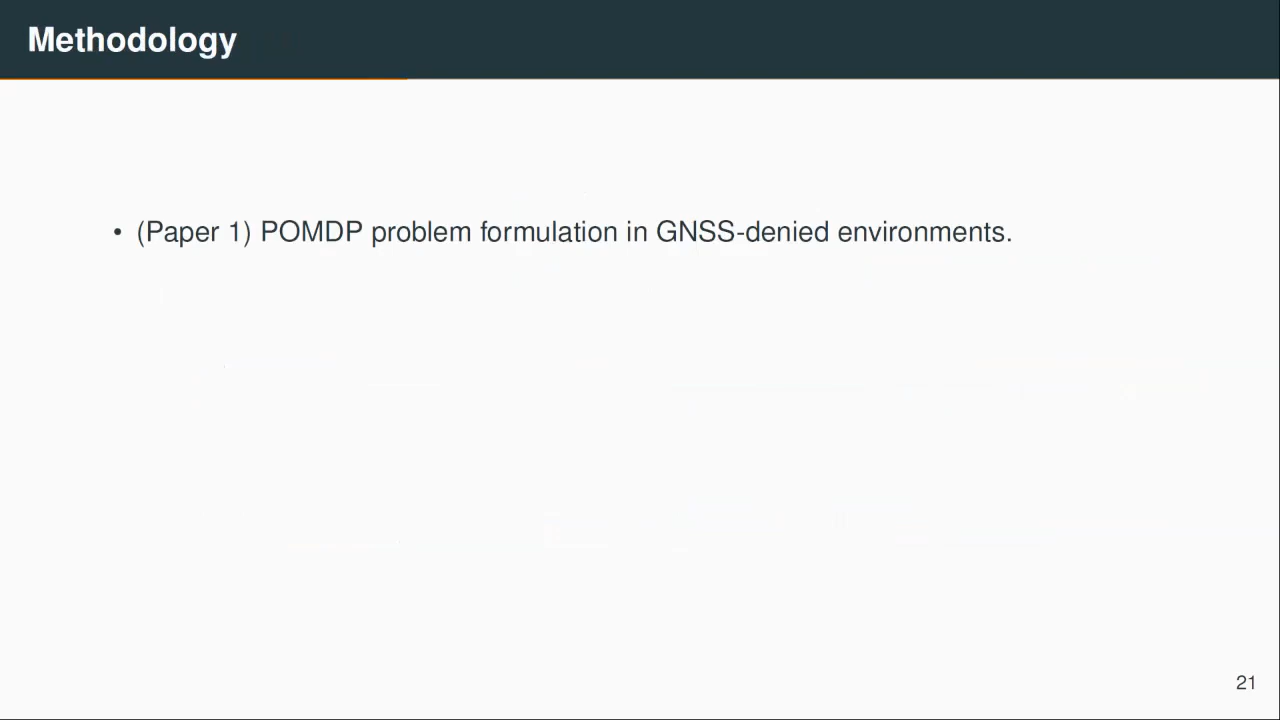 Methodology
• (Paper 1) POMDP problem formulation in GNSS-denied environments.
21